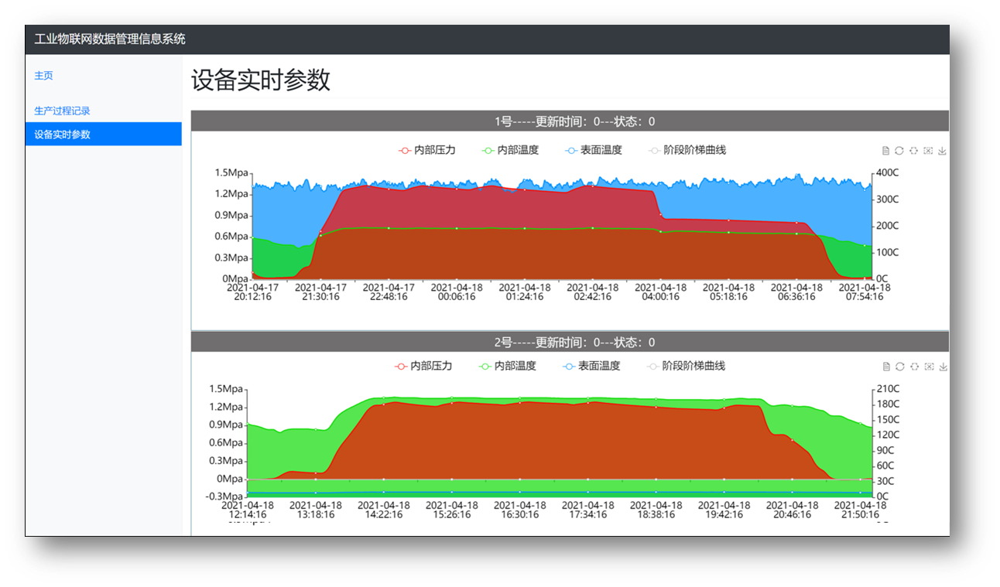 工业物联网数据管理信息系统
主页
生产过程记录
设备实时参数
设备实时参数
1号-----更新时间：0---状态：0
内部压力 内部温度 表面温度 阶段阶梯曲线
1.5Mpa 400C
1.2Mpa 300C
0.9Mpa
0.6Mpa 200C
0.3Mpa 100C
0Mpa 0C
2021-04-17 2021-04-17 2021-04-17 2021-04-18 2021-04-18 2021-04-18 2021-04-18 2021-04-18 2021-04-18 2021-04-18
20:12:16 21:30:16 22:48:16 00:06:16 01:24:16 02:42:16 04:00:16 05:18:16 06:36:16 07:54:16
2号-----更新时间：0---状态：0
内部压力 内部温度 表面温度 阶段阶梯曲线
1.5Mpa 210C
1.2Mpa 180C
0.9Mpa 150C
0.6Mpa 120C
0.3Mpa 90C
0Mpa 60C
-0.3Mpa 30C
0C
2021-04-18 2021-04-18 2021-04-18 2021-04-18 2021-04-18 2021-04-18 2021-04-18 2021-04-18 2021-04-18 2021-04-18
12:14:16 13:18:16 14:22:16 15:26:16 16:30:16 17:34:16 18:38:16 19:42:16 20:46:16 21:50:16